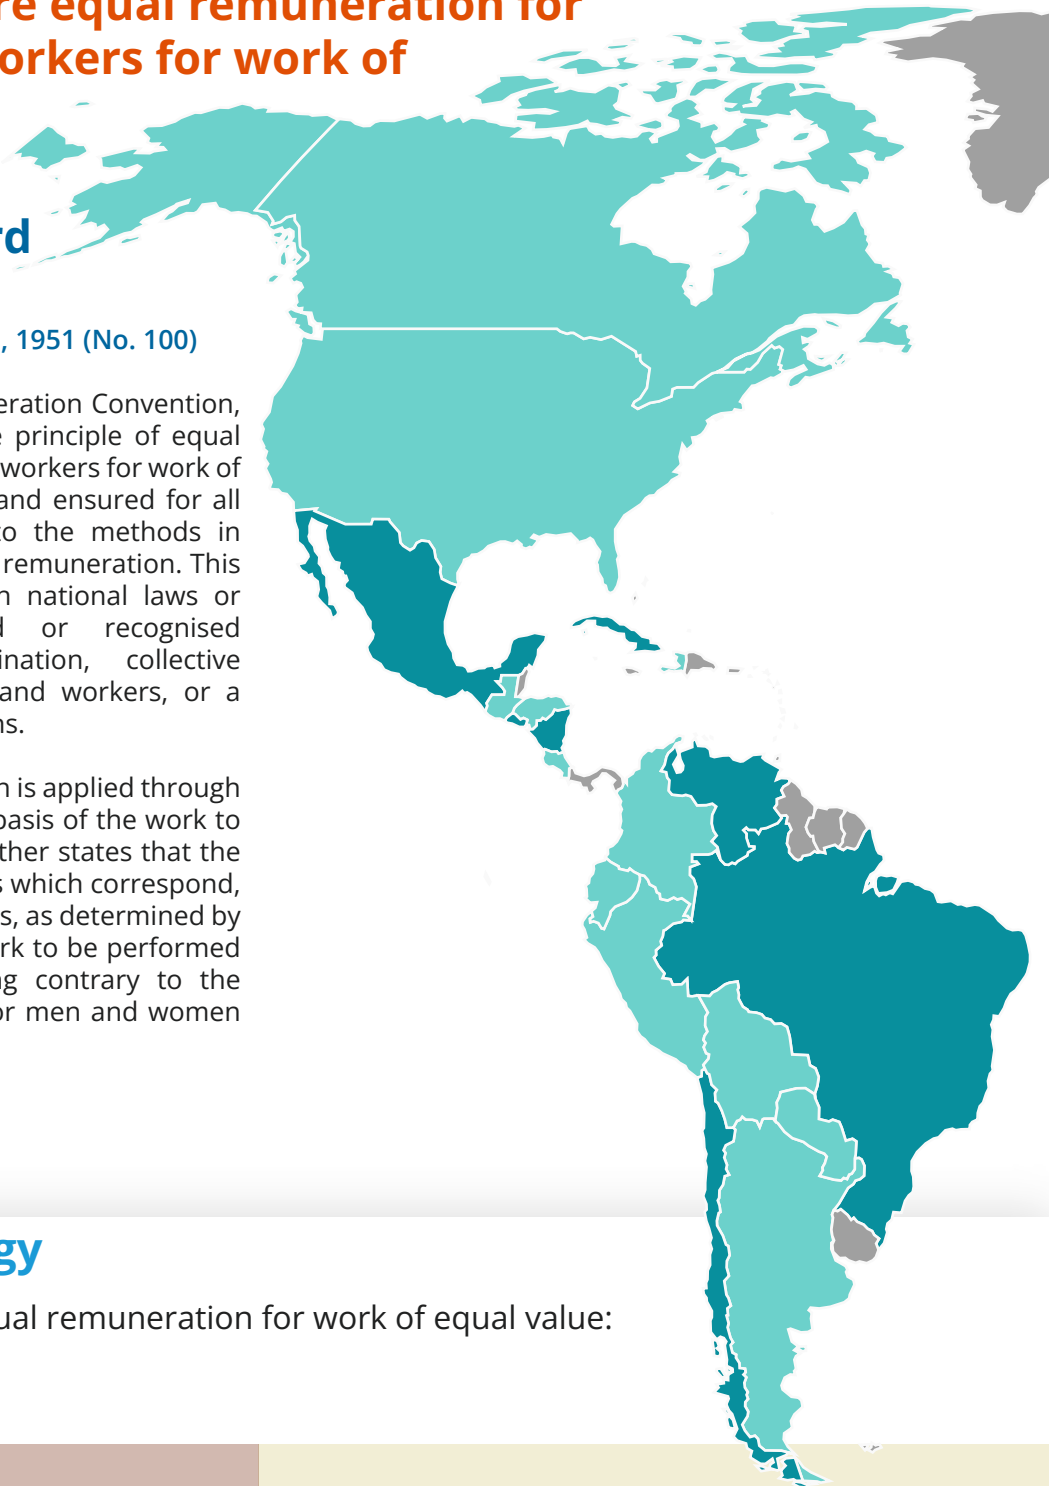 re equal remuneration for
orkers for work of
rd
, 1951 (No. 100)
eration Convention,
e principle of equal
workers for work of
and ensured for all
to the methods in
remuneration. This
n national laws or
d or recognised
ination, collective
and workers, or a
ns.
n is applied through
basis of the work to
ther states that the
s which correspond,
s, as determined by
rk to be performed
ng contrary to the
or men and women
gy
ual remuneration for work of equal value: